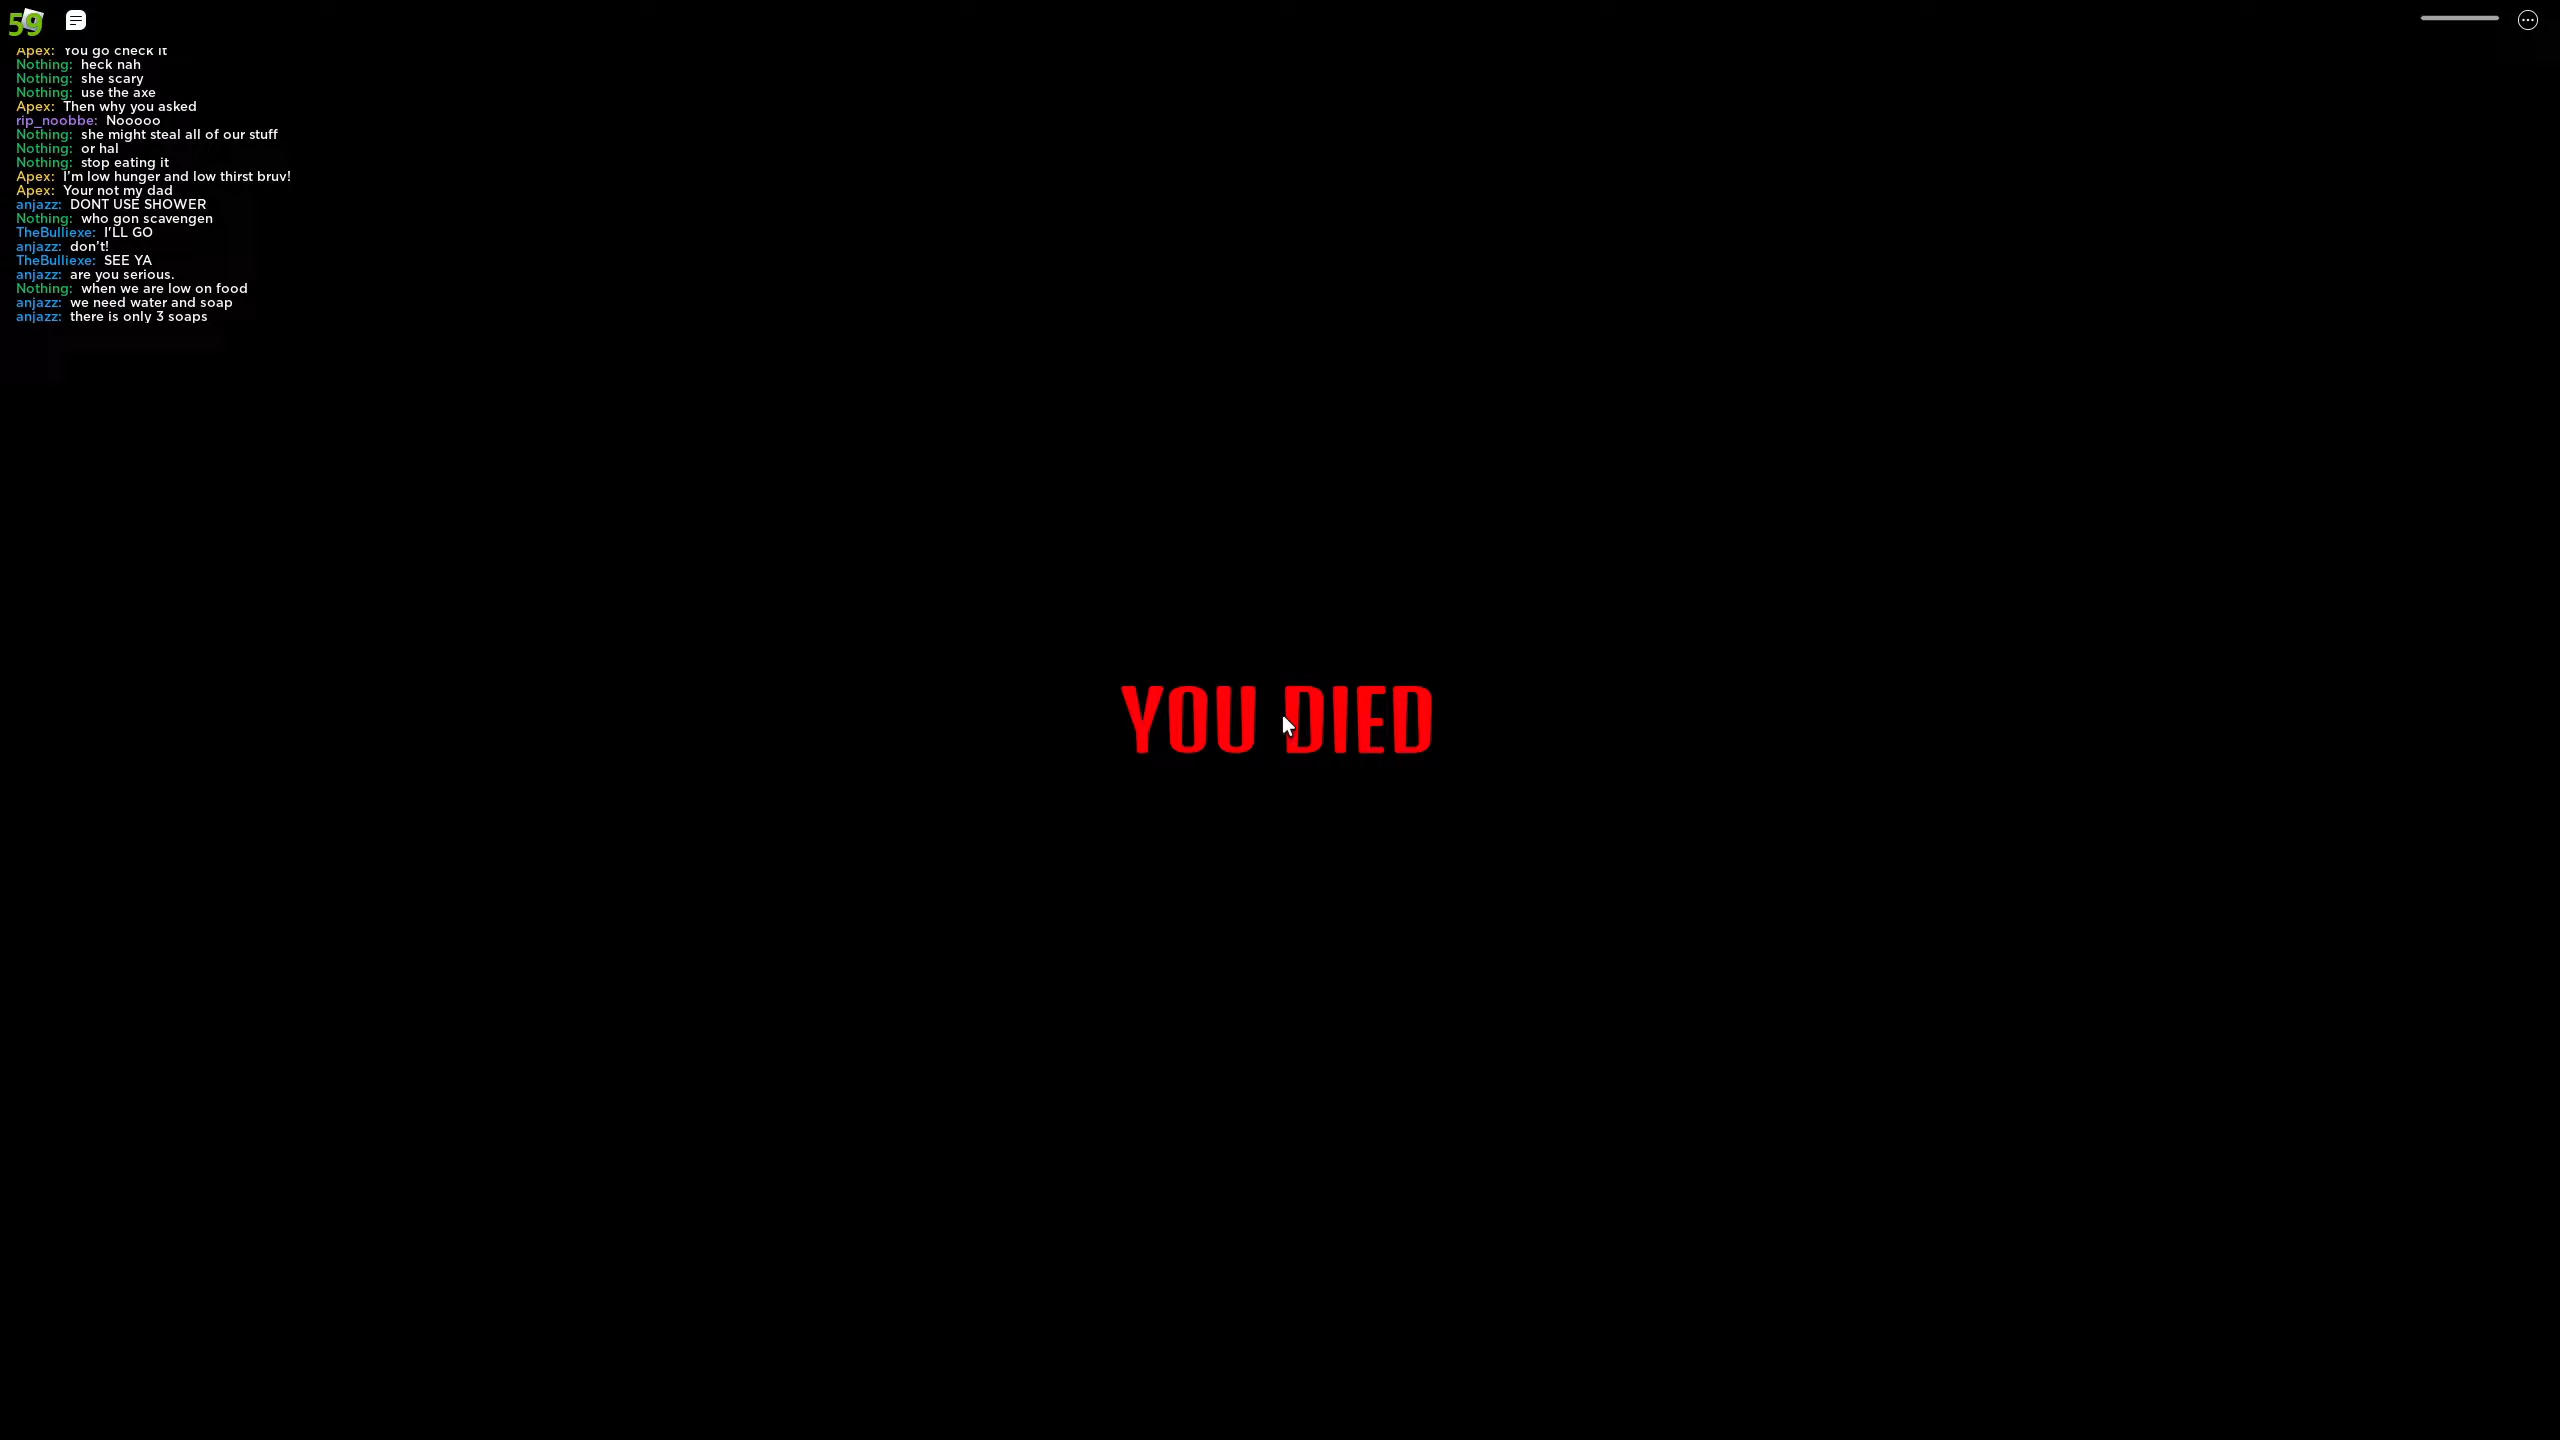 59
Apex: You go check it
Nothing: heck nah
Nothing: she scary
Nothing: use the axe
Apex: Then why you asked
rip_noobbe: Nooooo
Nothing: she might steal all of our stuff
Nothing: or hal
Nothing: stop eating it
Apex: I'm low hunger and low thirst bruv!
Apex: Your not my dad
anjazz: DONT USE SHOWER
Nothing: who gon scavengen
TheBulliexe: I'LL GO
anjazz: don't!
TheBulliexe: SEE YA
anjazz: are you serious.
Nothing: when we are low on food
anjazz: we need water and soap
anjazz: there is only 3 soaps
YOU DIED